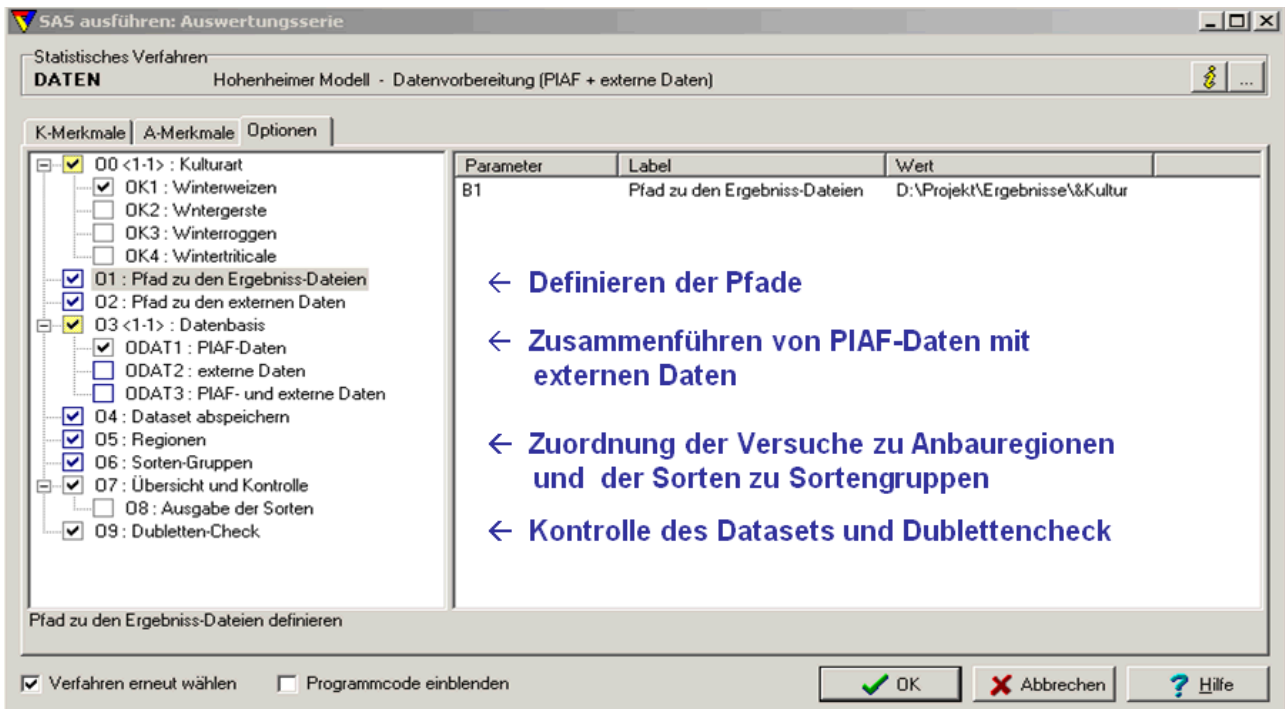 SAS ausführen: Auswertungsserie
Statistisches Verfahren
DATEN Hohenheimer Modell - Datenvorbereitung (PIAF + externe Daten)
...
K-Merkmale A-Merkmale Optionen
O0 <1-1> : Kulturart
OK1 : Winterweizen
OK2 : Wntergerste
OK3 : Winterroggen
OK4 : Wintertriticale
O1 : Pfad zu den Ergebniss-Dateien
O2 : Pfad zu den externen Daten
O3 <1-1> : Datenbasis
ODAT1 : PIAF-Daten
ODAT2 : externe Daten
ODAT3 : PIAF- und externe Daten
O4 : Dataset abspeichern
O5 : Regionen
O6 : Sorten-Gruppen
O7 : Übersicht und Kontrolle
O8 : Ausgabe der Sorten
O9 : Dubletten-Check
Parameter Label Wert
B1 Pfad zu den Ergebniss-Dateien D:\Projekt\Ergebnisse\&Kultur
← Definieren der Pfade
← Zusammenführen von PIAF-Daten mit
externen Daten
← Zuordnung der Versuche zu Anbauregionen
und der Sorten zu Sortengruppen
← Kontrolle des Datasets und Dublettencheck
Pfad zu den Ergebniss-Dateien definieren
Verfahren erneut wählen Programmcode einblenden OK Abbrechen Hilfe